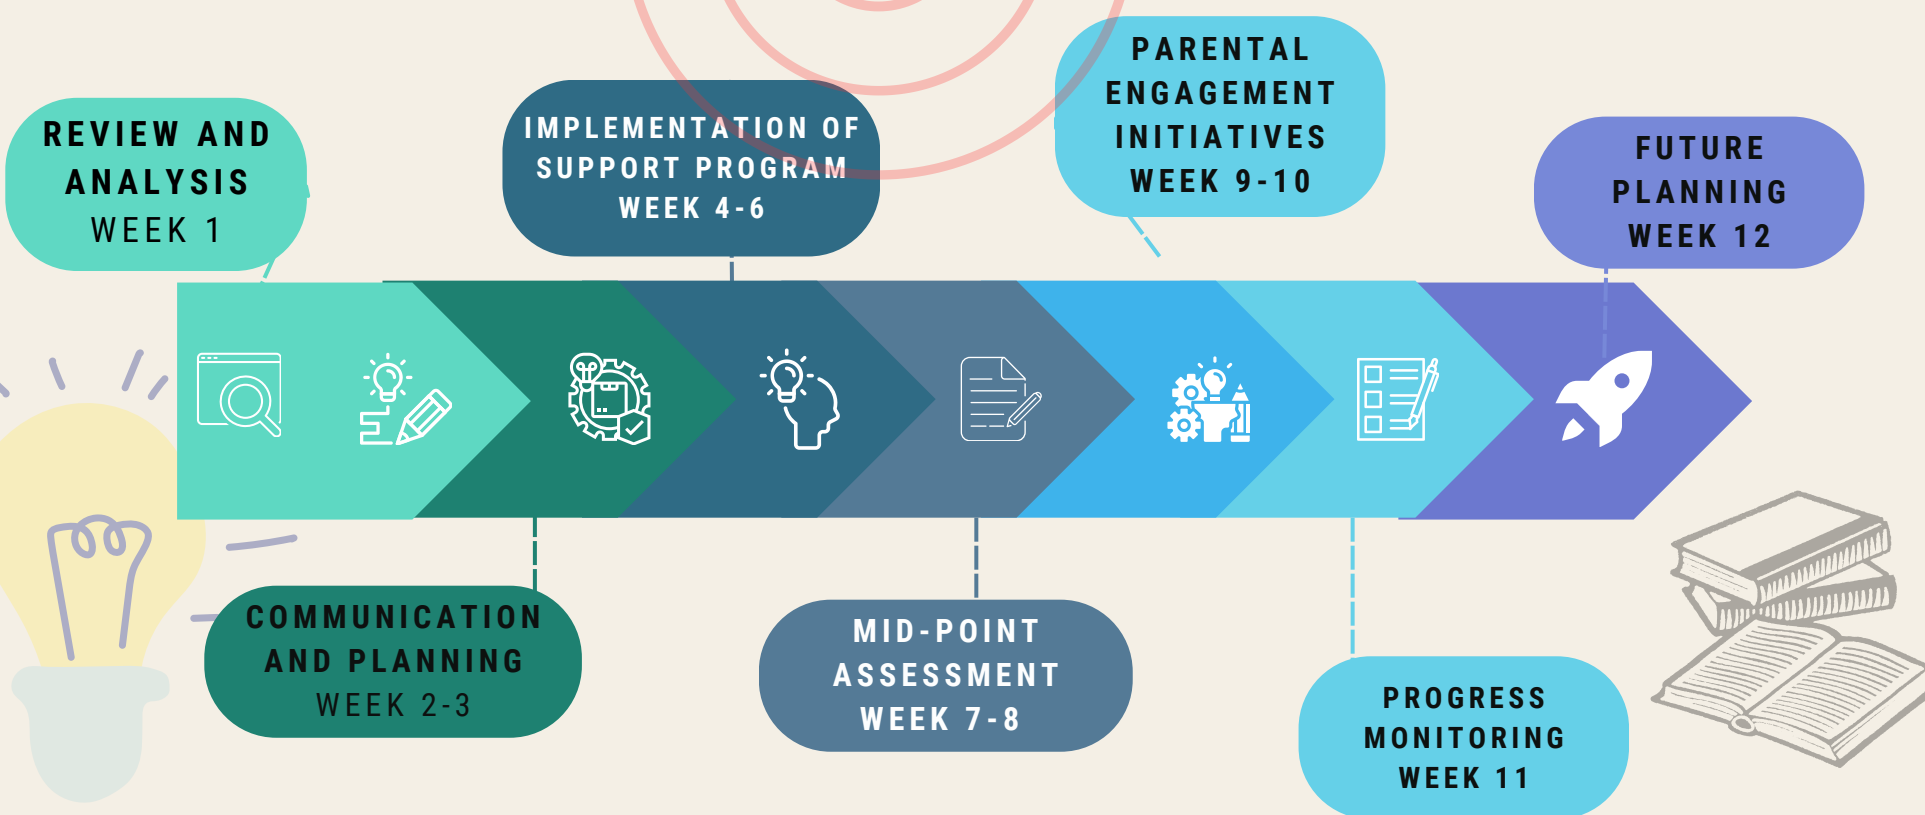 REVIEW AND
ANALYSIS
WEEK 1
COMMUNICATION
AND PLANNING
WEEK 2-3
IMPLEMENTATION OF
SUPPORT PROGRAM
WEEK 4-6
MID-POINT
ASSESSMENT
WEEK 7-8
PARENTAL
ENGAGEMENT
INITIATIVES
WEEK 9-10
PROGRESS
MONITORING
WEEK 11
FUTURE
PLANNING
WEEK 12